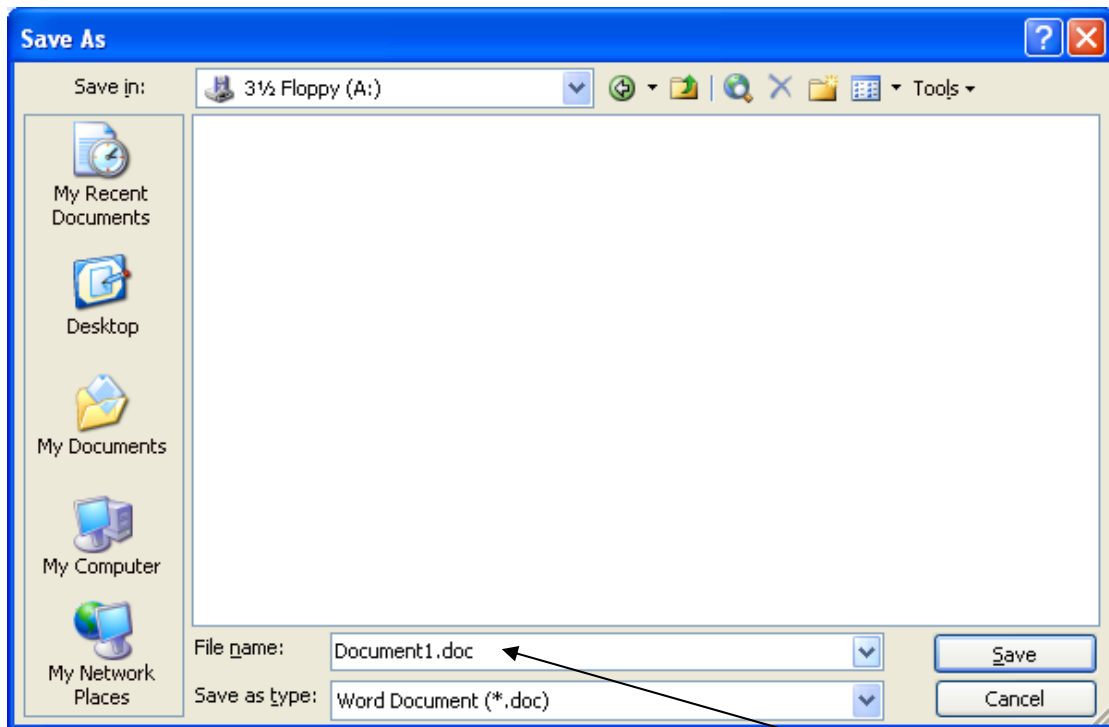 Save As
Save in:
3½ Floppy (A:)
Tools
My Recent
Documents
Desktop
My Documents
My Computer
My Network
Places
File name:
Document1.doc
Save
Save as type:
Word Document (*.doc)
Cancel